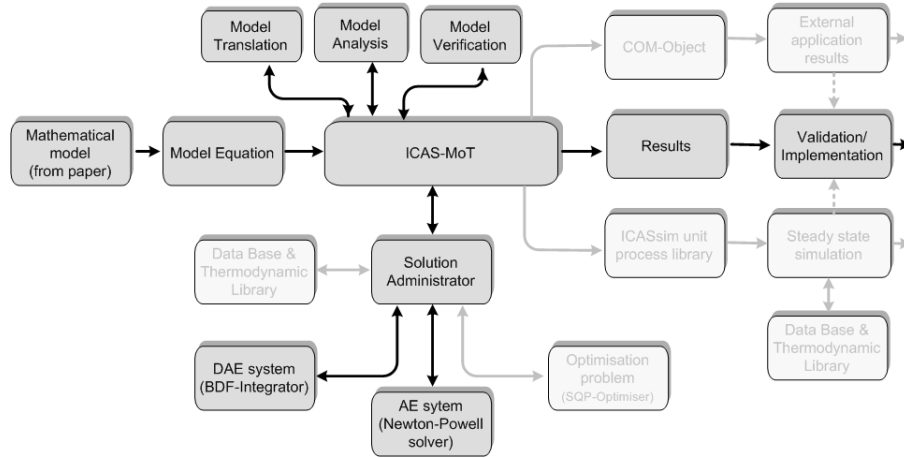 Model
Translation
Model
Analysis
Model
Verification
COM-Object
External
application
results
Mathematical
model
(from paper)
Model Equation
ICAS-MoT
Results
Validation/
Implementation
Data Base &
Thermodynamic
Library
Solution
Administrator
ICASsim unit
process library
Steady state
simulation
DAE system
(BDF-Integrator)
AE sytem
(Newton-Powell
solver)
Optimisation
problem
(SQP-Optimiser)
Data Base &
Thermodynamic
Library